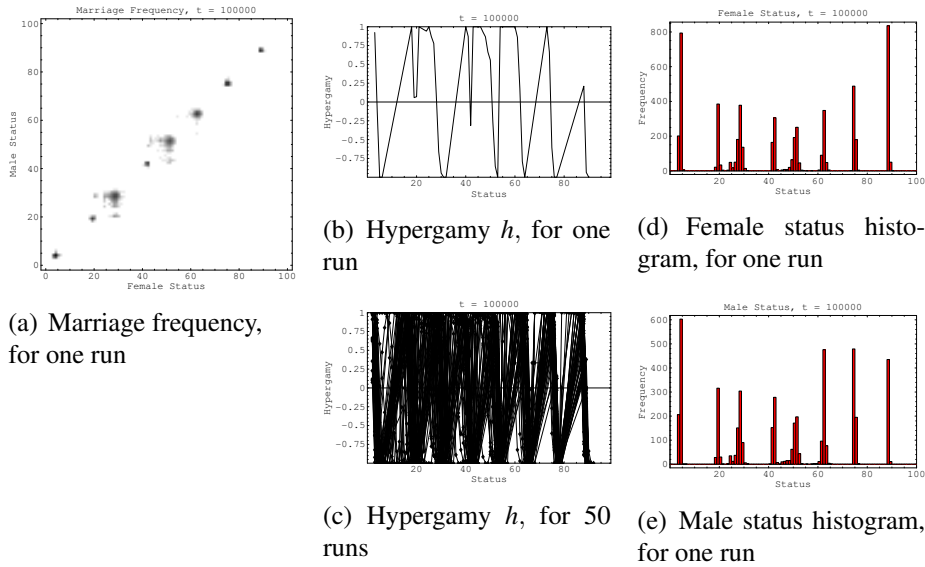 Marriage Frequency, t = 100000
100
80
60
40
20
0
Male Status
0 20 40 60 80 100
Female Status
(a) Marriage frequency,
for one run
t = 100000
1
0.75
0.5
0.25
0
-0.25
-0.5
-0.75
Hypergamy
20 40 60 80
Status
(b) Hypergamy h, for one
run
t = 100000
1
0.75
0.5
0.25
0
-0.25
-0.5
-0.75
Hypergamy
20 40 60 80
Status
(c) Hypergamy h, for 50
runs
Female Status, t = 100000
800
600
400
200
0
Frequency
20 40 60 80 100
Status
(d) Female status histo-
gram, for one run
Male Status, t = 100000
600
500
400
300
200
100
0
Frequency
20 40 60 80 100
Status
(e) Male status histogram,
for one run